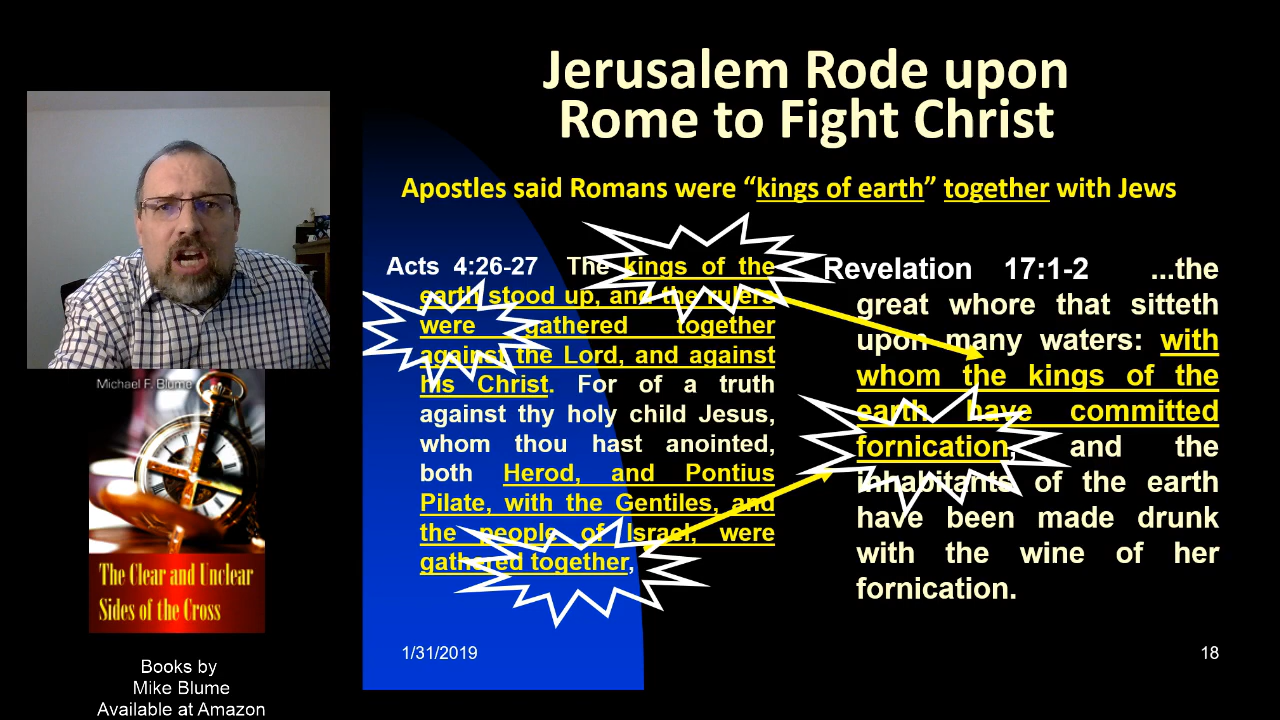 Jerusalem Rode upon
Rome to Fight Christ
Apostles said Romans were “kings of earth” together with Jews
Acts 4:26-27 The kings of the
earth stood up, and the rulers
were gathered together
against the Lord, and against
his Christ. For of a truth
against thy holy child Jesus,
whom thou hast anointed,
both Herod, and Pontius
Pilate, with the Gentiles, and
the people of Israel, were
gathered together,
Revelation 17:1-2 ...the
great whore that sitteth
upon many waters: with
whom the kings of the
earth have committed
fornication, and the
inhabitants of the earth
have been made drunk
with the wine of her
fornication.
1/31/2019
18
Michael F. Blume
The Clear and Unclear
Sides of the Cross
Books by
Mike Blume
Available at Amazon